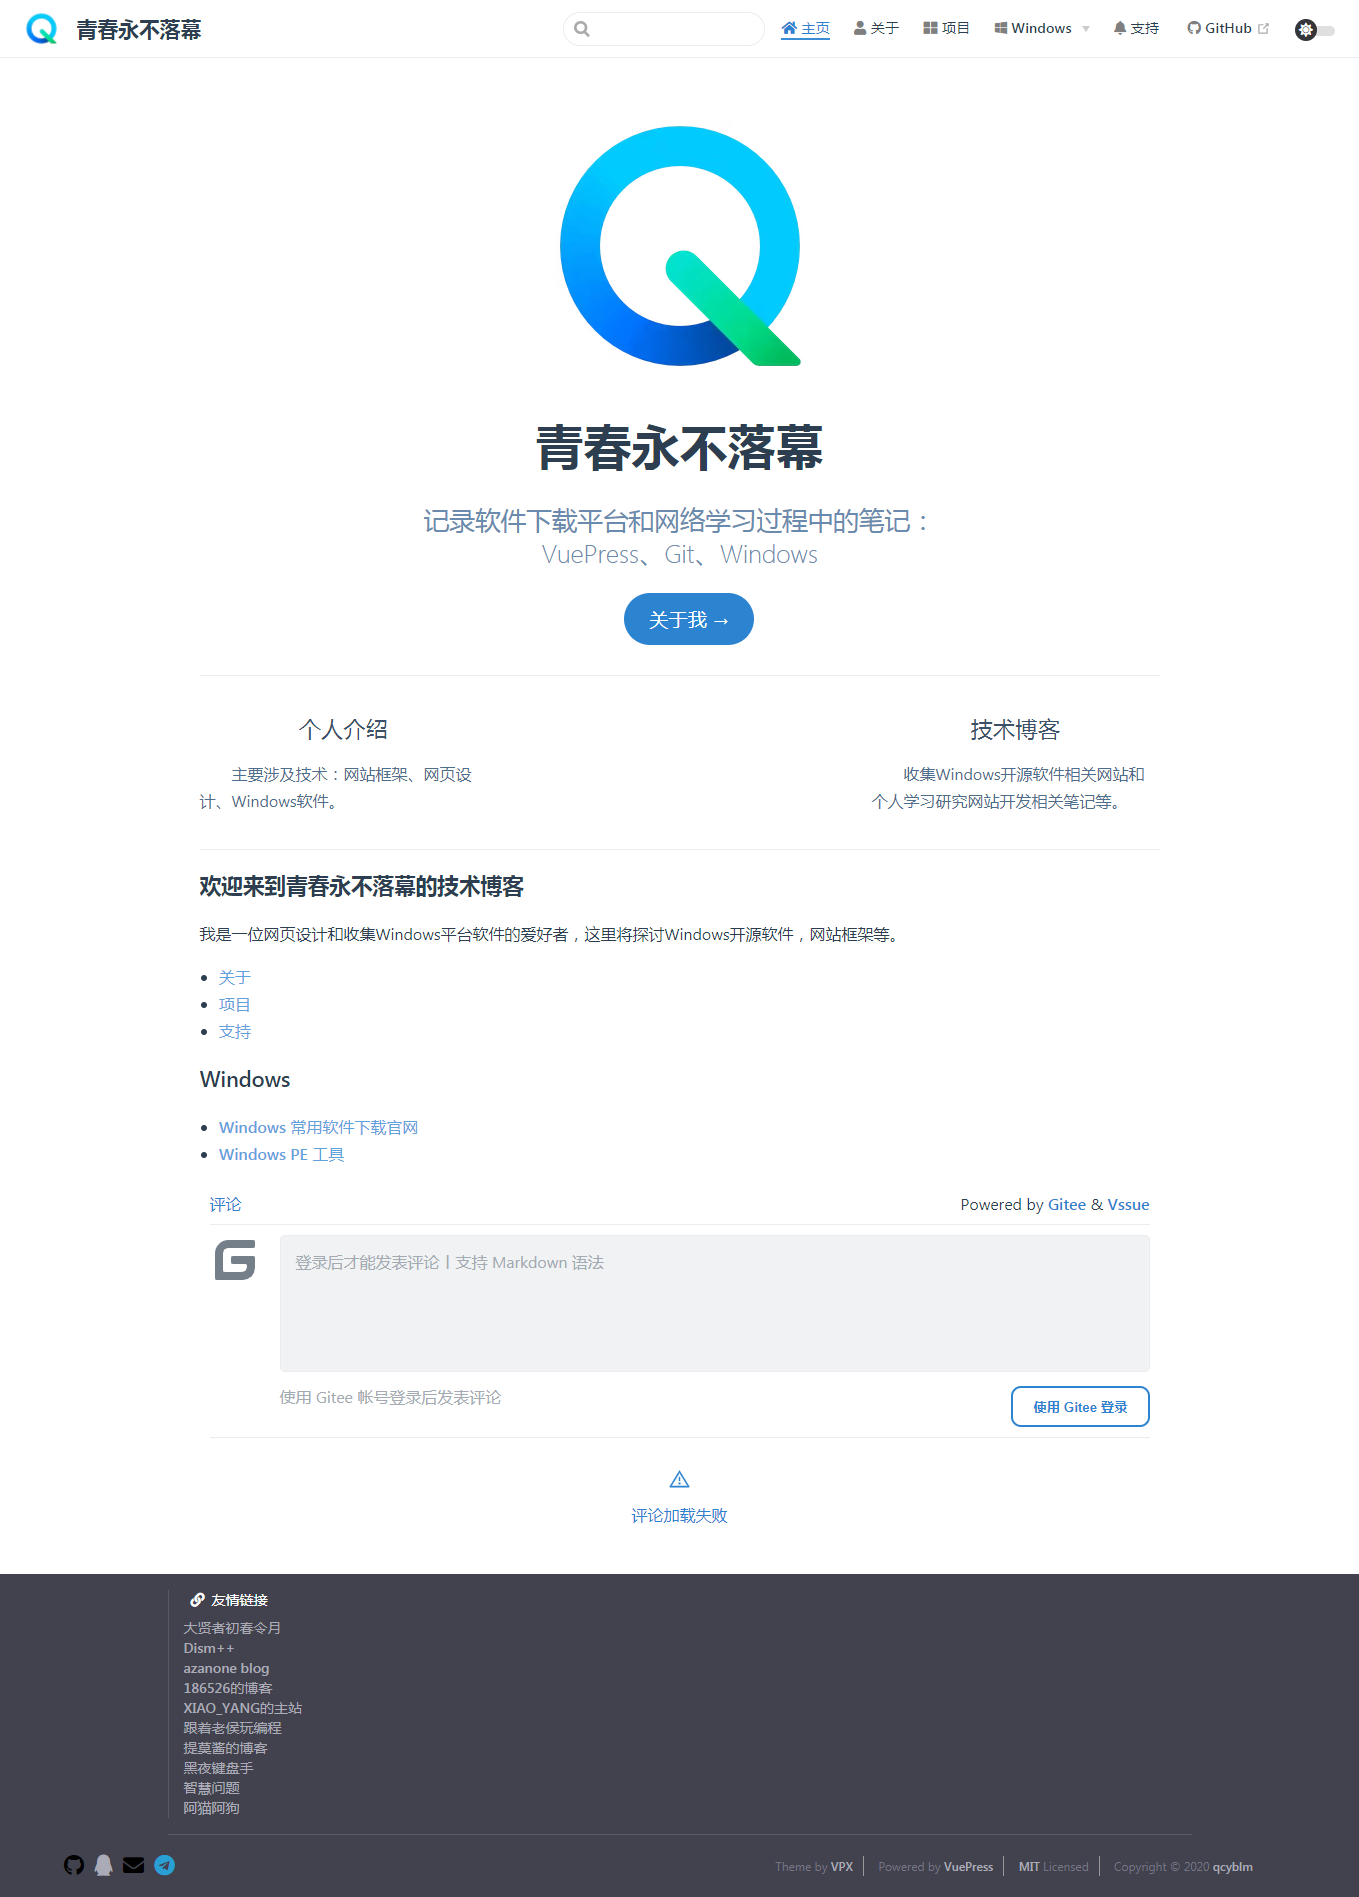 青春永不落幕
主页 关于 项目 Windows 支持 GitHub
青春永不落幕
记录软件下载平台和网络学习过程中的笔记：
VuePress、Git、Windows
关于我 →
个人介绍
主要涉及技术：网站框架、网页设
计、Windows软件。
技术博客
收集Windows开源软件相关网站和
个人学习研究网站开发相关笔记等。
欢迎来到青春永不落幕的技术博客
我是一位网页设计和收集Windows平台软件的爱好者，这里将探讨Windows开源软件，网站框架等。
关于
项目
支持
Windows
Windows 常用软件下载官网
Windows PE 工具
评论 Powered by Gitee & Vssue
登录后才能发表评论丨支持 Markdown 语法
使用 Gitee 帐号登录后发表评论 使用 Gitee 登录
评论加载失败
友情链接
大贤者初春令月
Dism++
azanone blog
186526的博客
XIAO_YANG的主站
跟着老侯玩编程
提莫酱的博客
黑夜键盘手
智慧问题
阿猫阿狗
Theme by VPX Powered by VuePress MIT Licensed Copyright © 2020 qcyblm